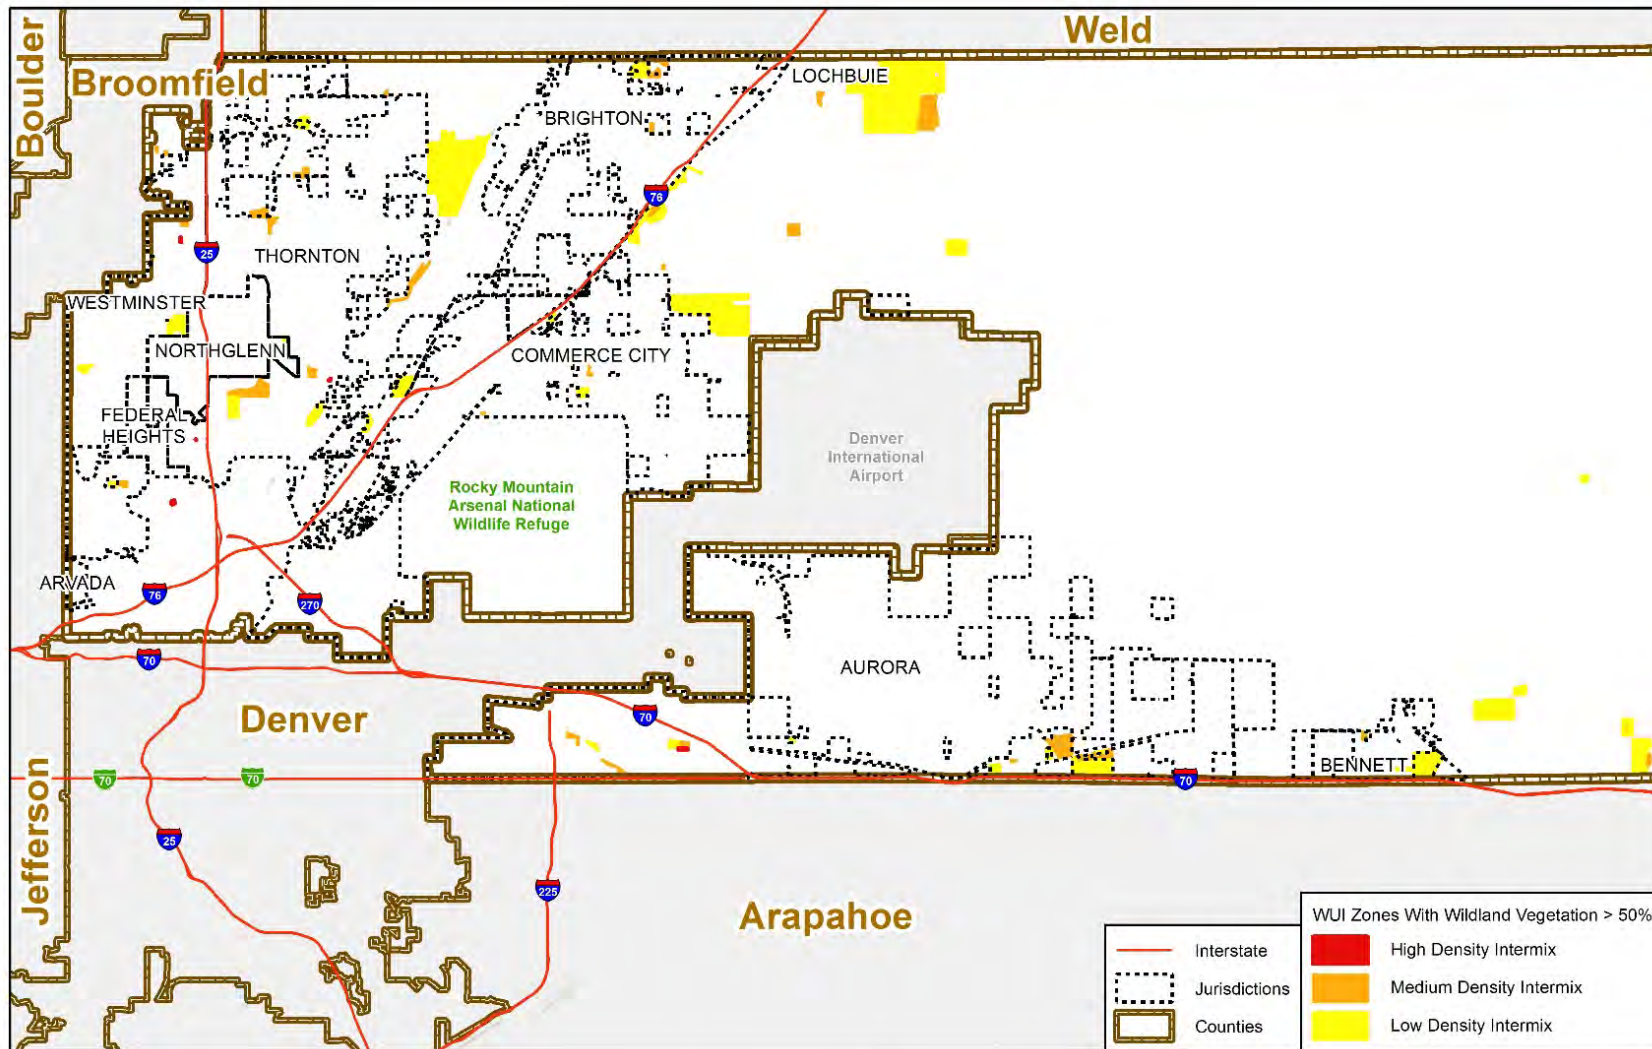 Weld
Boulder
Broomfield
LOCHBUIE
BRIGHTON
76
25
THORNTON
WESTMINSTER
NORTHGLENN
COMMERCE CITY
FEDERAL
HEIGHTS
Denver
International
Airport
Rocky Mountain
Arsenal National
Wildlife Refuge
ARVADA
76
270
70
AURORA
Denver
70
BENNETT
70
70
70
Jefferson
25
225
Arapahoe
Interstate
Jurisdictions
Counties
WUI Zones With Wildland Vegetation > 50%
High Density Intermix
Medium Density Intermix
Low Density Intermix